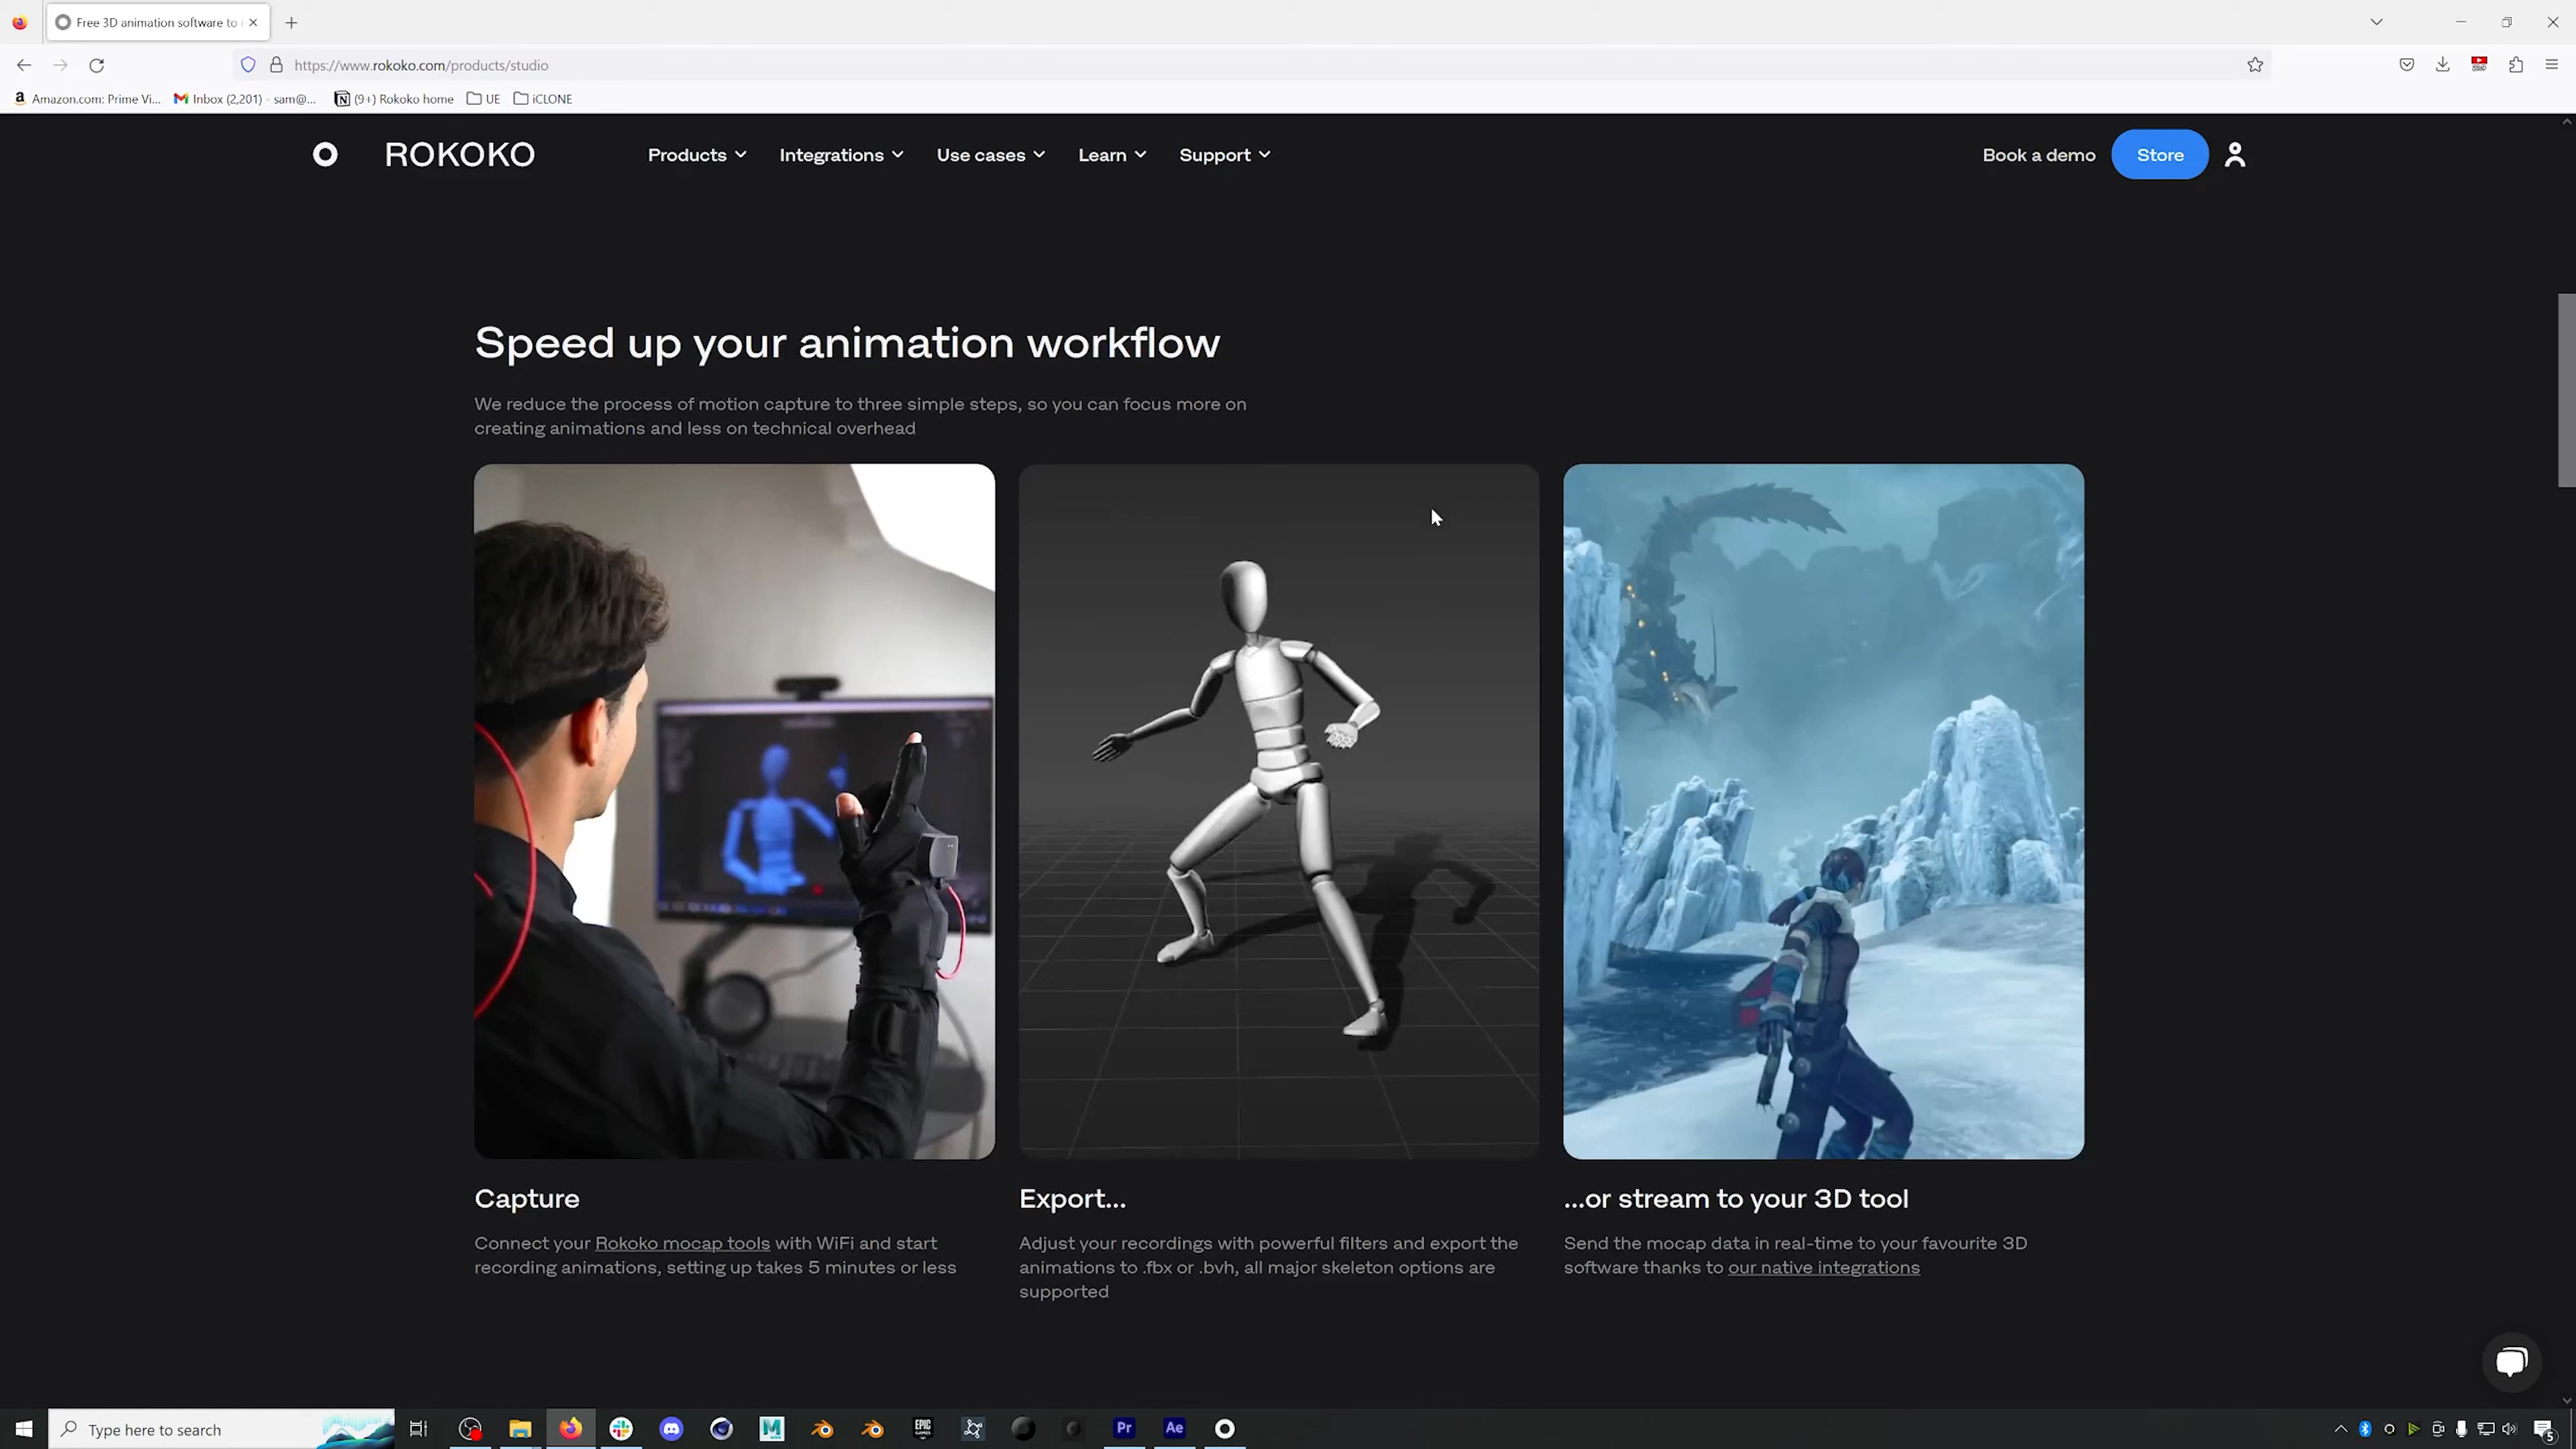 Free 3D animation software to
https://www.rokoko.com/products/studio
Amazon.com: Prime Vi...
Inbox (2,201) - sam@...
(9+) Rokoko home
UE
iCLONE
ROKOKO
Products
Integrations
Use cases
Learn
Support
Book a demo
Store
Speed up your animation workflow
We reduce the process of motion capture to three simple steps, so you can focus more on
creating animations and less on technical overhead
Capture
Connect your Rokoko mocap tools with WiFi and start
recording animations, setting up takes 5 minutes or less
Export...
Adjust your recordings with powerful filters and export the
animations to .fbx or .bvh, all major skeleton options are
supported
...or stream to your 3D tool
Send the mocap data in real-time to your favourite 3D
software thanks to our native integrations
Type here to search
M
EPIC
GAMES
Pr
Ae
5